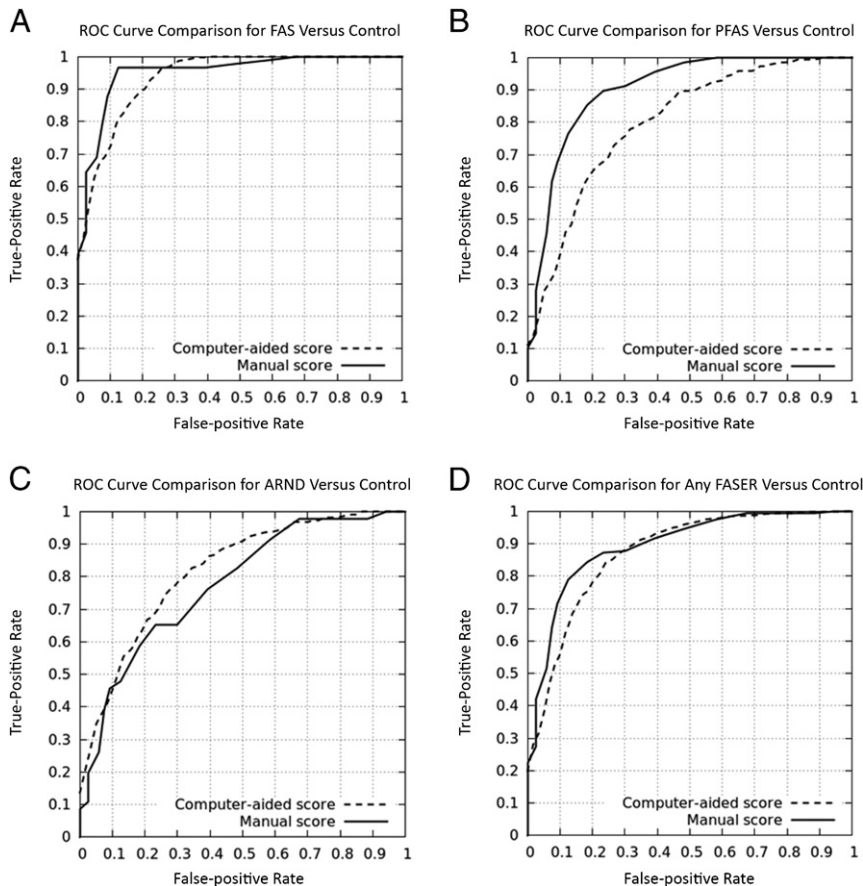 A
ROC Curve Comparison for FAS Versus Control
1
0.9
0.8
0.7
0.6
0.5
0.4
0.3
0.2
0.1
0
True-Positive Rate
Computer-aided score
Manual score
0 0.1 0.2 0.3 0.4 0.5 0.6 0.7 0.8 0.9 1
False-positive Rate
B
ROC Curve Comparison for PFAS Versus Control
1
0.9
0.8
0.7
0.6
0.5
0.4
0.3
0.2
0.1
0
True-Positive Rate
Computer-aided score
Manual score
0 0.1 0.2 0.3 0.4 0.5 0.6 0.7 0.8 0.9 1
False-positive Rate
C
ROC Curve Comparison for ARND Versus Control
1
0.9
0.8
0.7
0.6
0.5
0.4
0.3
0.2
0.1
0
True-Positive Rate
Computer-aided score
Manual score
0 0.1 0.2 0.3 0.4 0.5 0.6 0.7 0.8 0.9 1
False-positive Rate
D
ROC Curve Comparison for Any FASER Versus Control
1
0.9
0.8
0.7
0.6
0.5
0.4
0.3
0.2
0.1
0
True-Positive Rate
Computer-aided score
Manual score
0 0.1 0.2 0.3 0.4 0.5 0.6 0.7 0.8 0.9 1
False-positive Rate